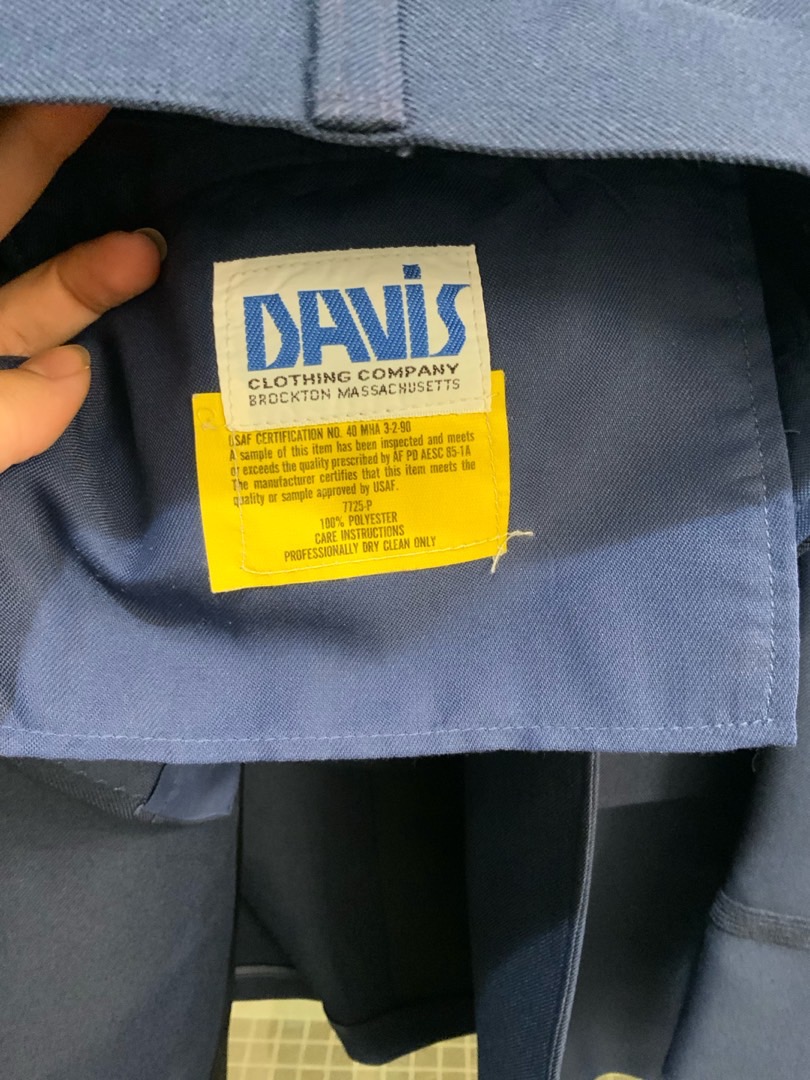 DAVIS
CLOTHING COMPANY
BROCKTON MASSACHUSETTS
USAF CERTIFICATION NO. 40 MHA 3-2-90
A sample of this item has been inspected and meets
or exceeds the quality prescribed by AF PD AESC 85-1A
The manufacturer certifies that this item meets the
quality or sample approved by USAF.
7725-P
100% POLYESTER
CARE INSTRUCTIONS
PROFESSIONALLY DRY CLEAN ONLY